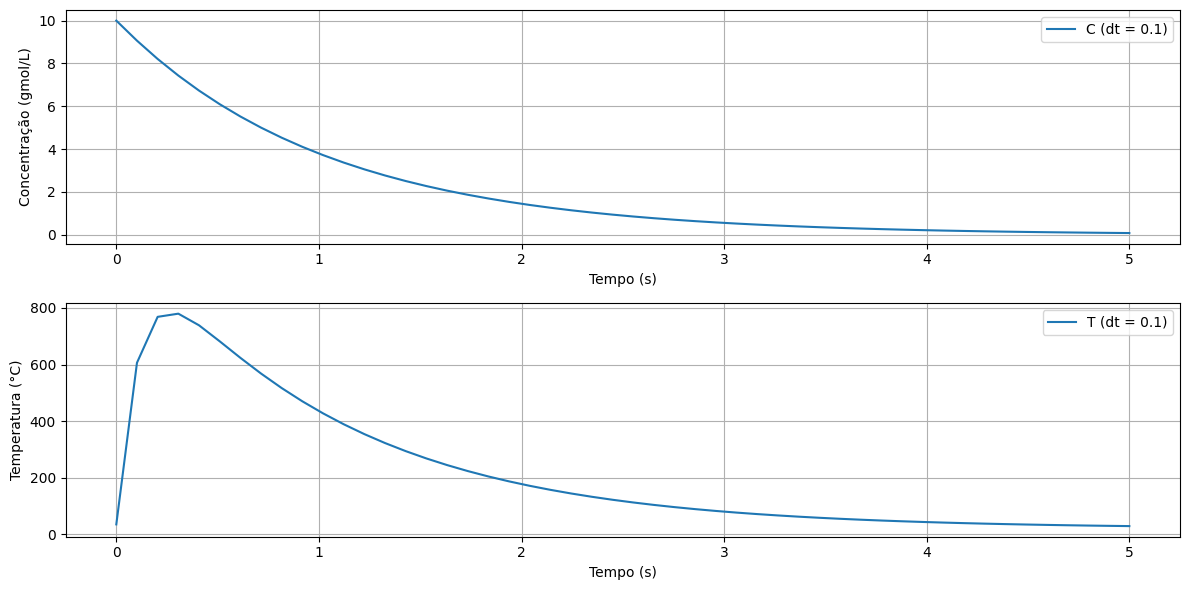 10
8
6
4
2
0
Concentração (gmol/L)
C (dt = 0.1)
0 1 2 3 4 5
Tempo (s)
800
600
400
200
0
Temperatura (°C)
T (dt = 0.1)
0 1 2 3 4 5
Tempo (s)